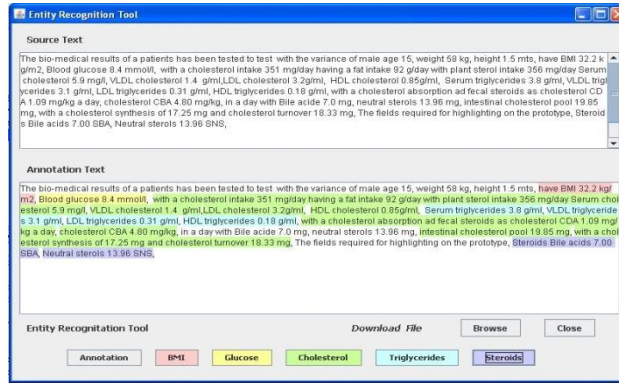 Entity Recognition Tool
Source Text
The bio-medical results of a patients has been tested to test with the variance of male age 15, weight 58 kg, height 1.5 mts, have BMI 32.2 k
g/m2, Blood glucose 8.4 mmol/l, with a cholesterol intake 351 mg/day having a fat intake 92 g/day with plant sterol intake 356 mg/day Serum
cholesterol 5.9 mg/l, VLDL cholesterol 1.4 g/ml,LDL cholesterol 3.2g/ml, HDL cholesterol 0.85g/ml, Serum triglycerides 3.8 g/ml, VLDL trigl
ycerides 3.1 g/ml, LDL triglycerides 0.31 g/ml, HDL triglycerides 0.18 g/ml, with a cholesterol absorption ad fecal steroids as cholesterol CD
A 1.09 mg/kg a day, cholesterol CBA 4.80 mg/kg, in a day with Bile acide 7.0 mg, neutral sterols 13.96 mg, intestinal cholesterol pool 19.85
mg, with a cholesterol synthesis of 17.25 mg and cholesterol turnover 18.33 mg, The fields required for highlighting on the prototype, Steroid
s Bile acids 7.00 SBA, Neutral sterols 13.96 SNS,
Annotation Text
The bio-medical results of a patients has been tested to test with the variance of male age 15, weight 58 kg, height 1.5 mts, have BMI 32.2 kg/
m2, Blood glucose 8.4 mmol/l, with a cholesterol intake 351 mg/day having a fat intake 92 g/day with plant sterol intake 356 mg/day Serum chol
esterol 5.9 mg/l, VLDL cholesterol 1.4 g/ml,LDL cholesterol 3.2g/ml, HDL cholesterol 0.85g/ml, Serum triglycerides 3.8 g/ml, VLDL triglyceride
s 3.1 g/ml, LDL triglycerides 0.31 g/ml, HDL triglycerides 0.18 g/ml, with a cholesterol absorption ad fecal steroids as cholesterol CDA 1.09 mg/
kg a day, cholesterol CBA 4.80 mg/kg, in a day with Bile acide 7.0 mg, neutral sterols 13.96 mg, intestinal cholesterol pool 19.85 mg, with a chol
esterol synthesis of 17.25 mg and cholesterol turnover 18.33 mg, The fields required for highlighting on the prototype, Steroids Bile acids 7.00
SBA, Neutral sterols 13.96 SNS,
Entity Recognitation Tool Download File Browse Close
Annotation BMI Glucose Cholesterol Triglycerides Steroids